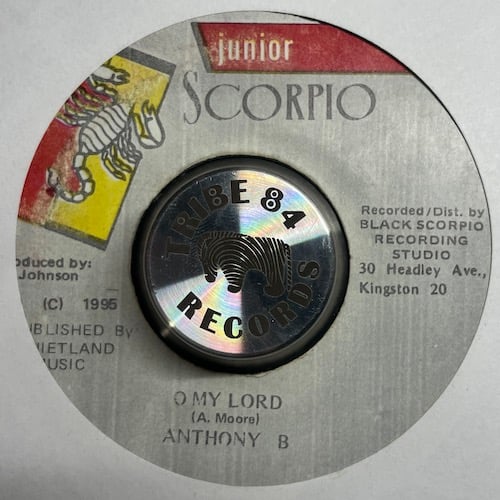 junior
SCORPIO
TRIBE 84
RECORDS
Recorded/Dist. by
BLACK SCORPIO
RECORDING
STUDIO
30 Headley Ave.,
Kingston 20
oduced by:
Johnson
(C) 1995
BLISHED By
IETLAND
USIC
O MY LORD
(A. Moore)
ANTHONY B